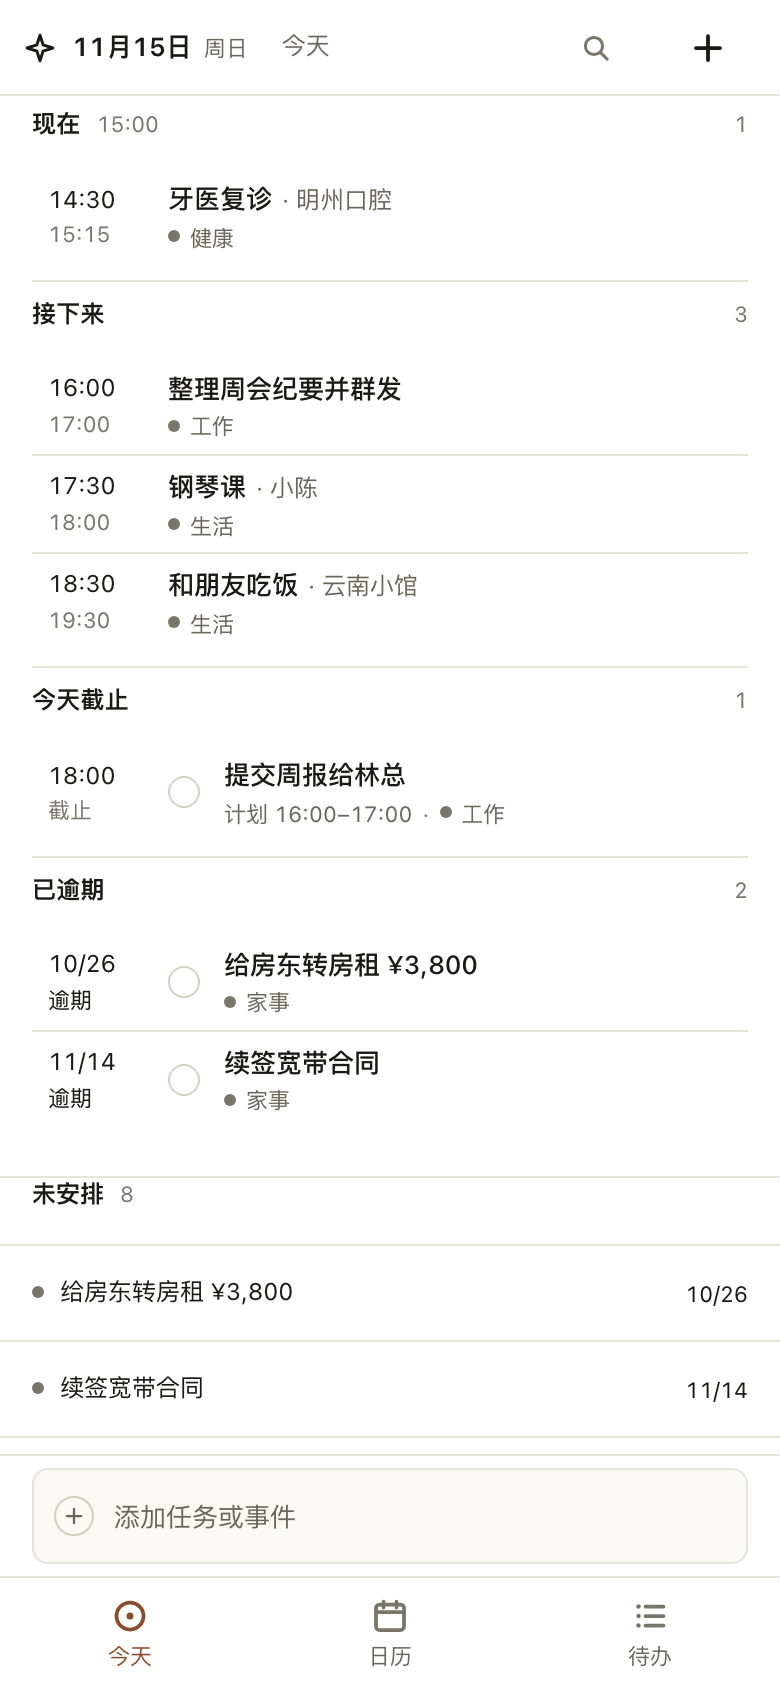 11月15日 周日 今天
现在 15:00 1
14:30 牙医复诊 · 明州口腔
15:15 健康
接下来 3
16:00 整理周会纪要并群发
17:00 工作
17:30 钢琴课 · 小陈
18:00 生活
18:30 和朋友吃饭 · 云南小馆
19:30 生活
今天截止 1
18:00 提交周报给林总
截止 计划 16:00–17:00 · 工作
已逾期 2
10/26 给房东转房租 ¥3,800
逾期 家事
11/14 续签宽带合同
逾期 家事
未安排 8
给房东转房租 ¥3,800 10/26
续签宽带合同 11/14
添加任务或事件
今天 日历 待办